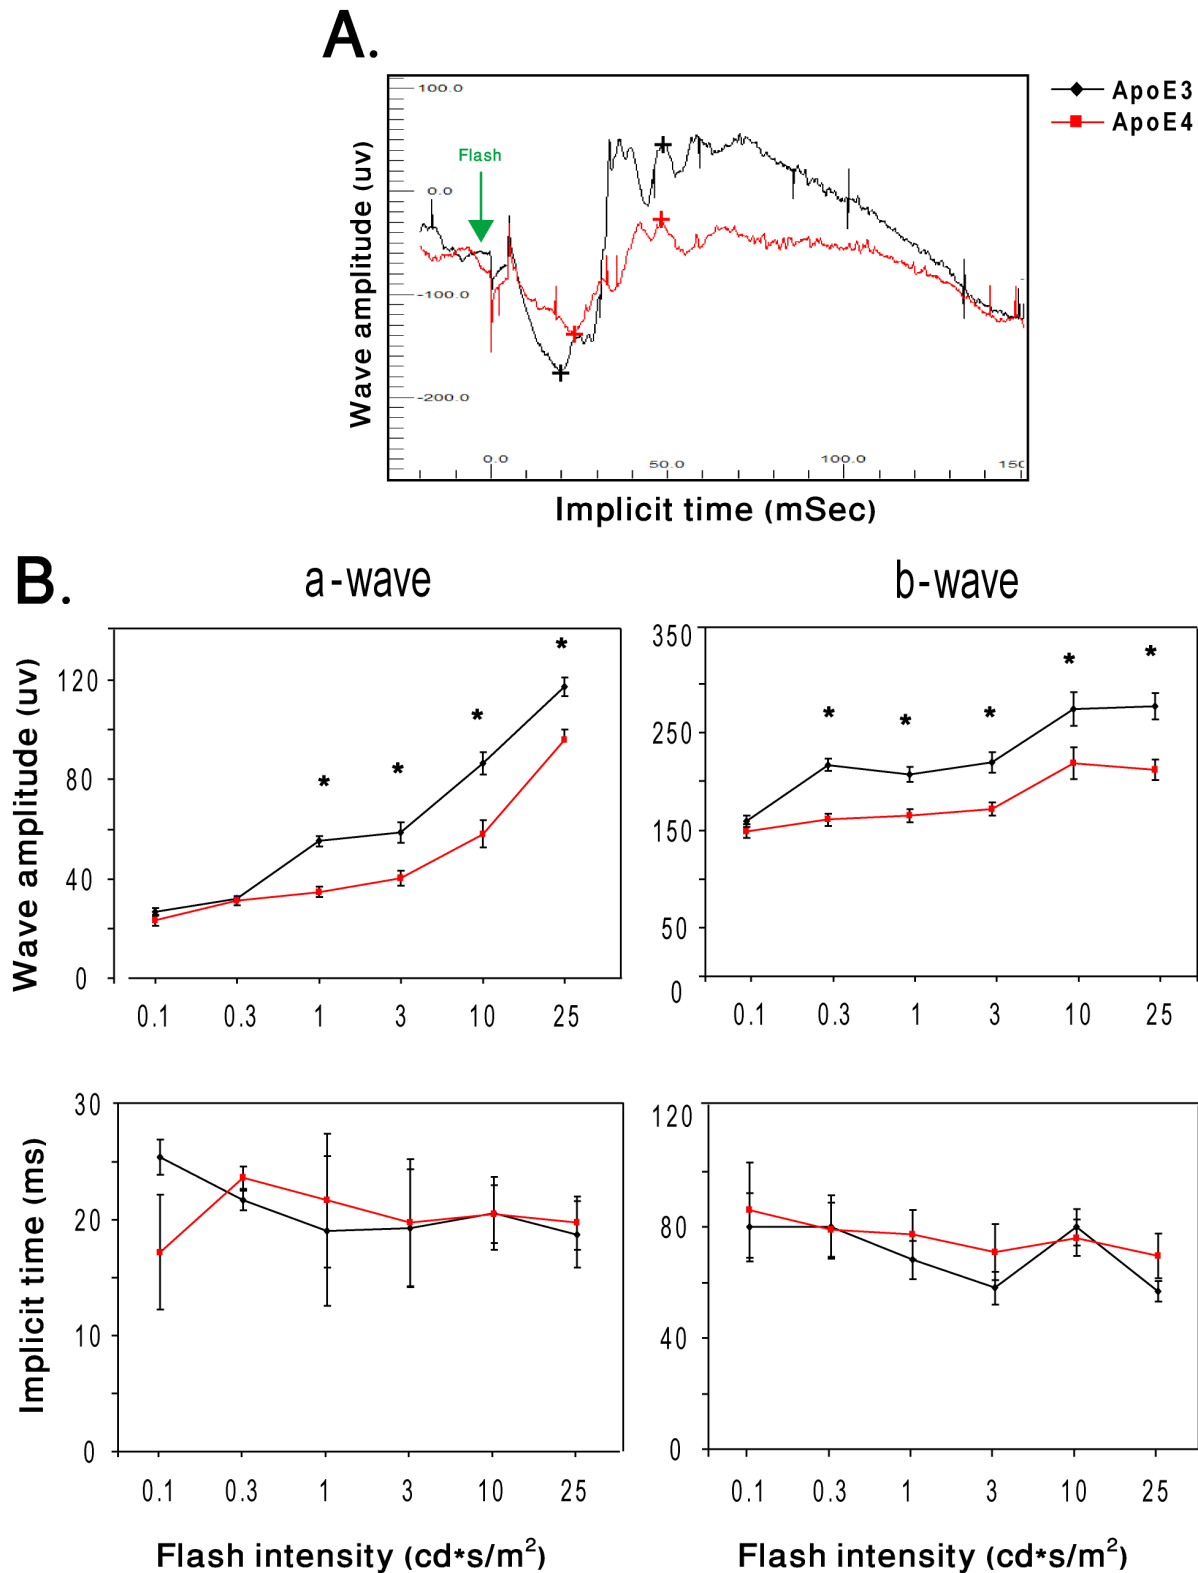 A.
ApoE3
ApoE4
Wave amplitude (uv)
100.0
Flash
0.0
-100.0
-200.0
0.0
50.0
100.0
150
Implicit time (mSec)
B.
a-wave
b-wave
Wave amplitude (uv)
120
80
40
0
* * * *
0.1 0.3 1 3 10 25
350
250
150
50
0
* * * * *
0.1 0.3 1 3 10 25
Implicit time (ms)
30
20
10
0
0.1 0.3 1 3 10 25
Flash intensity (cd*s/m²)
120
80
40
0
0.1 0.3 1 3 10 25
Flash intensity (cd*s/m²)